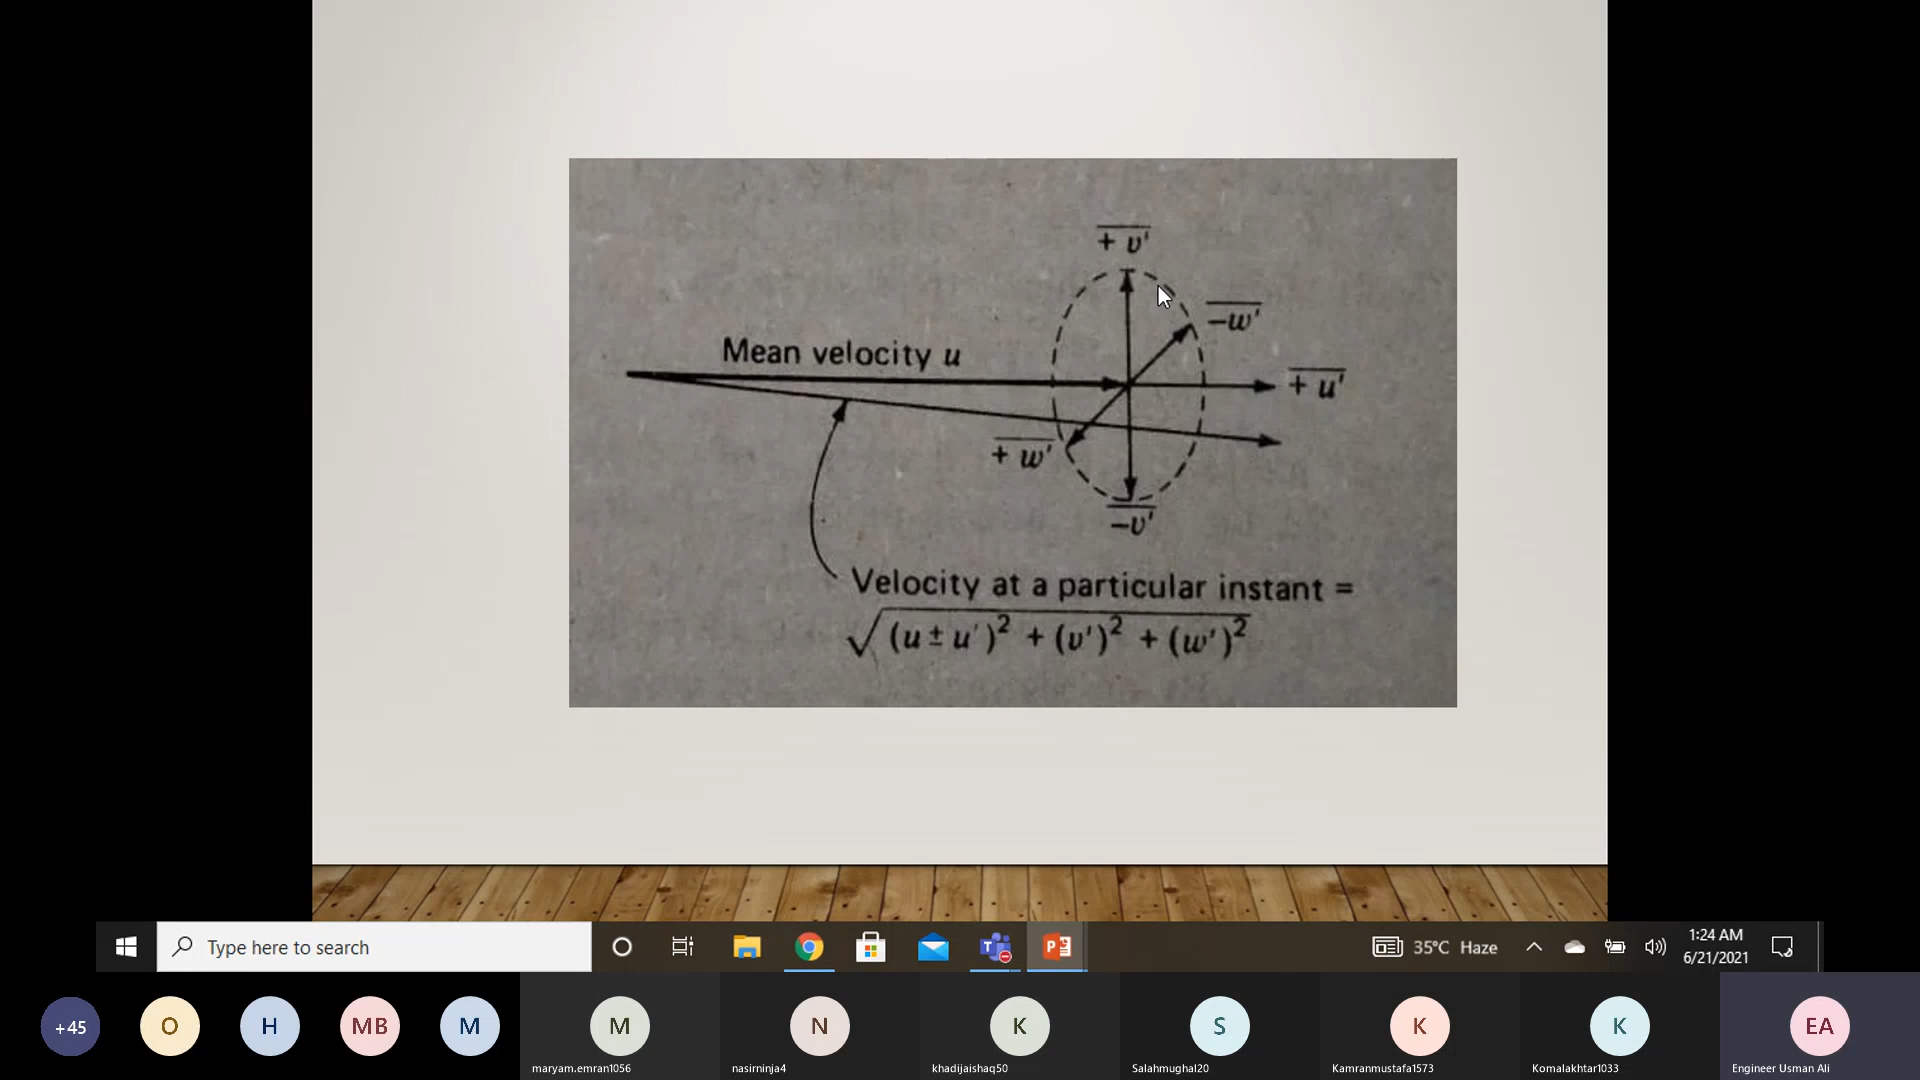 + v'
−w'
Mean velocity u
+ u'
+ w'
−v'
Velocity at a particular instant =
√(u ± u')² + (v')² + (w')²
Type here to search
35°C Haze
1:24 AM
6/21/2021
+45
O
H
MB
M
M
N
K
S
K
K
EA
maryam.emran1056
nasirninja4
khadijaishaq50
Salahmughal20
Kamranmustafa1573
Komalakhtar1033
Engineer Usman Ali